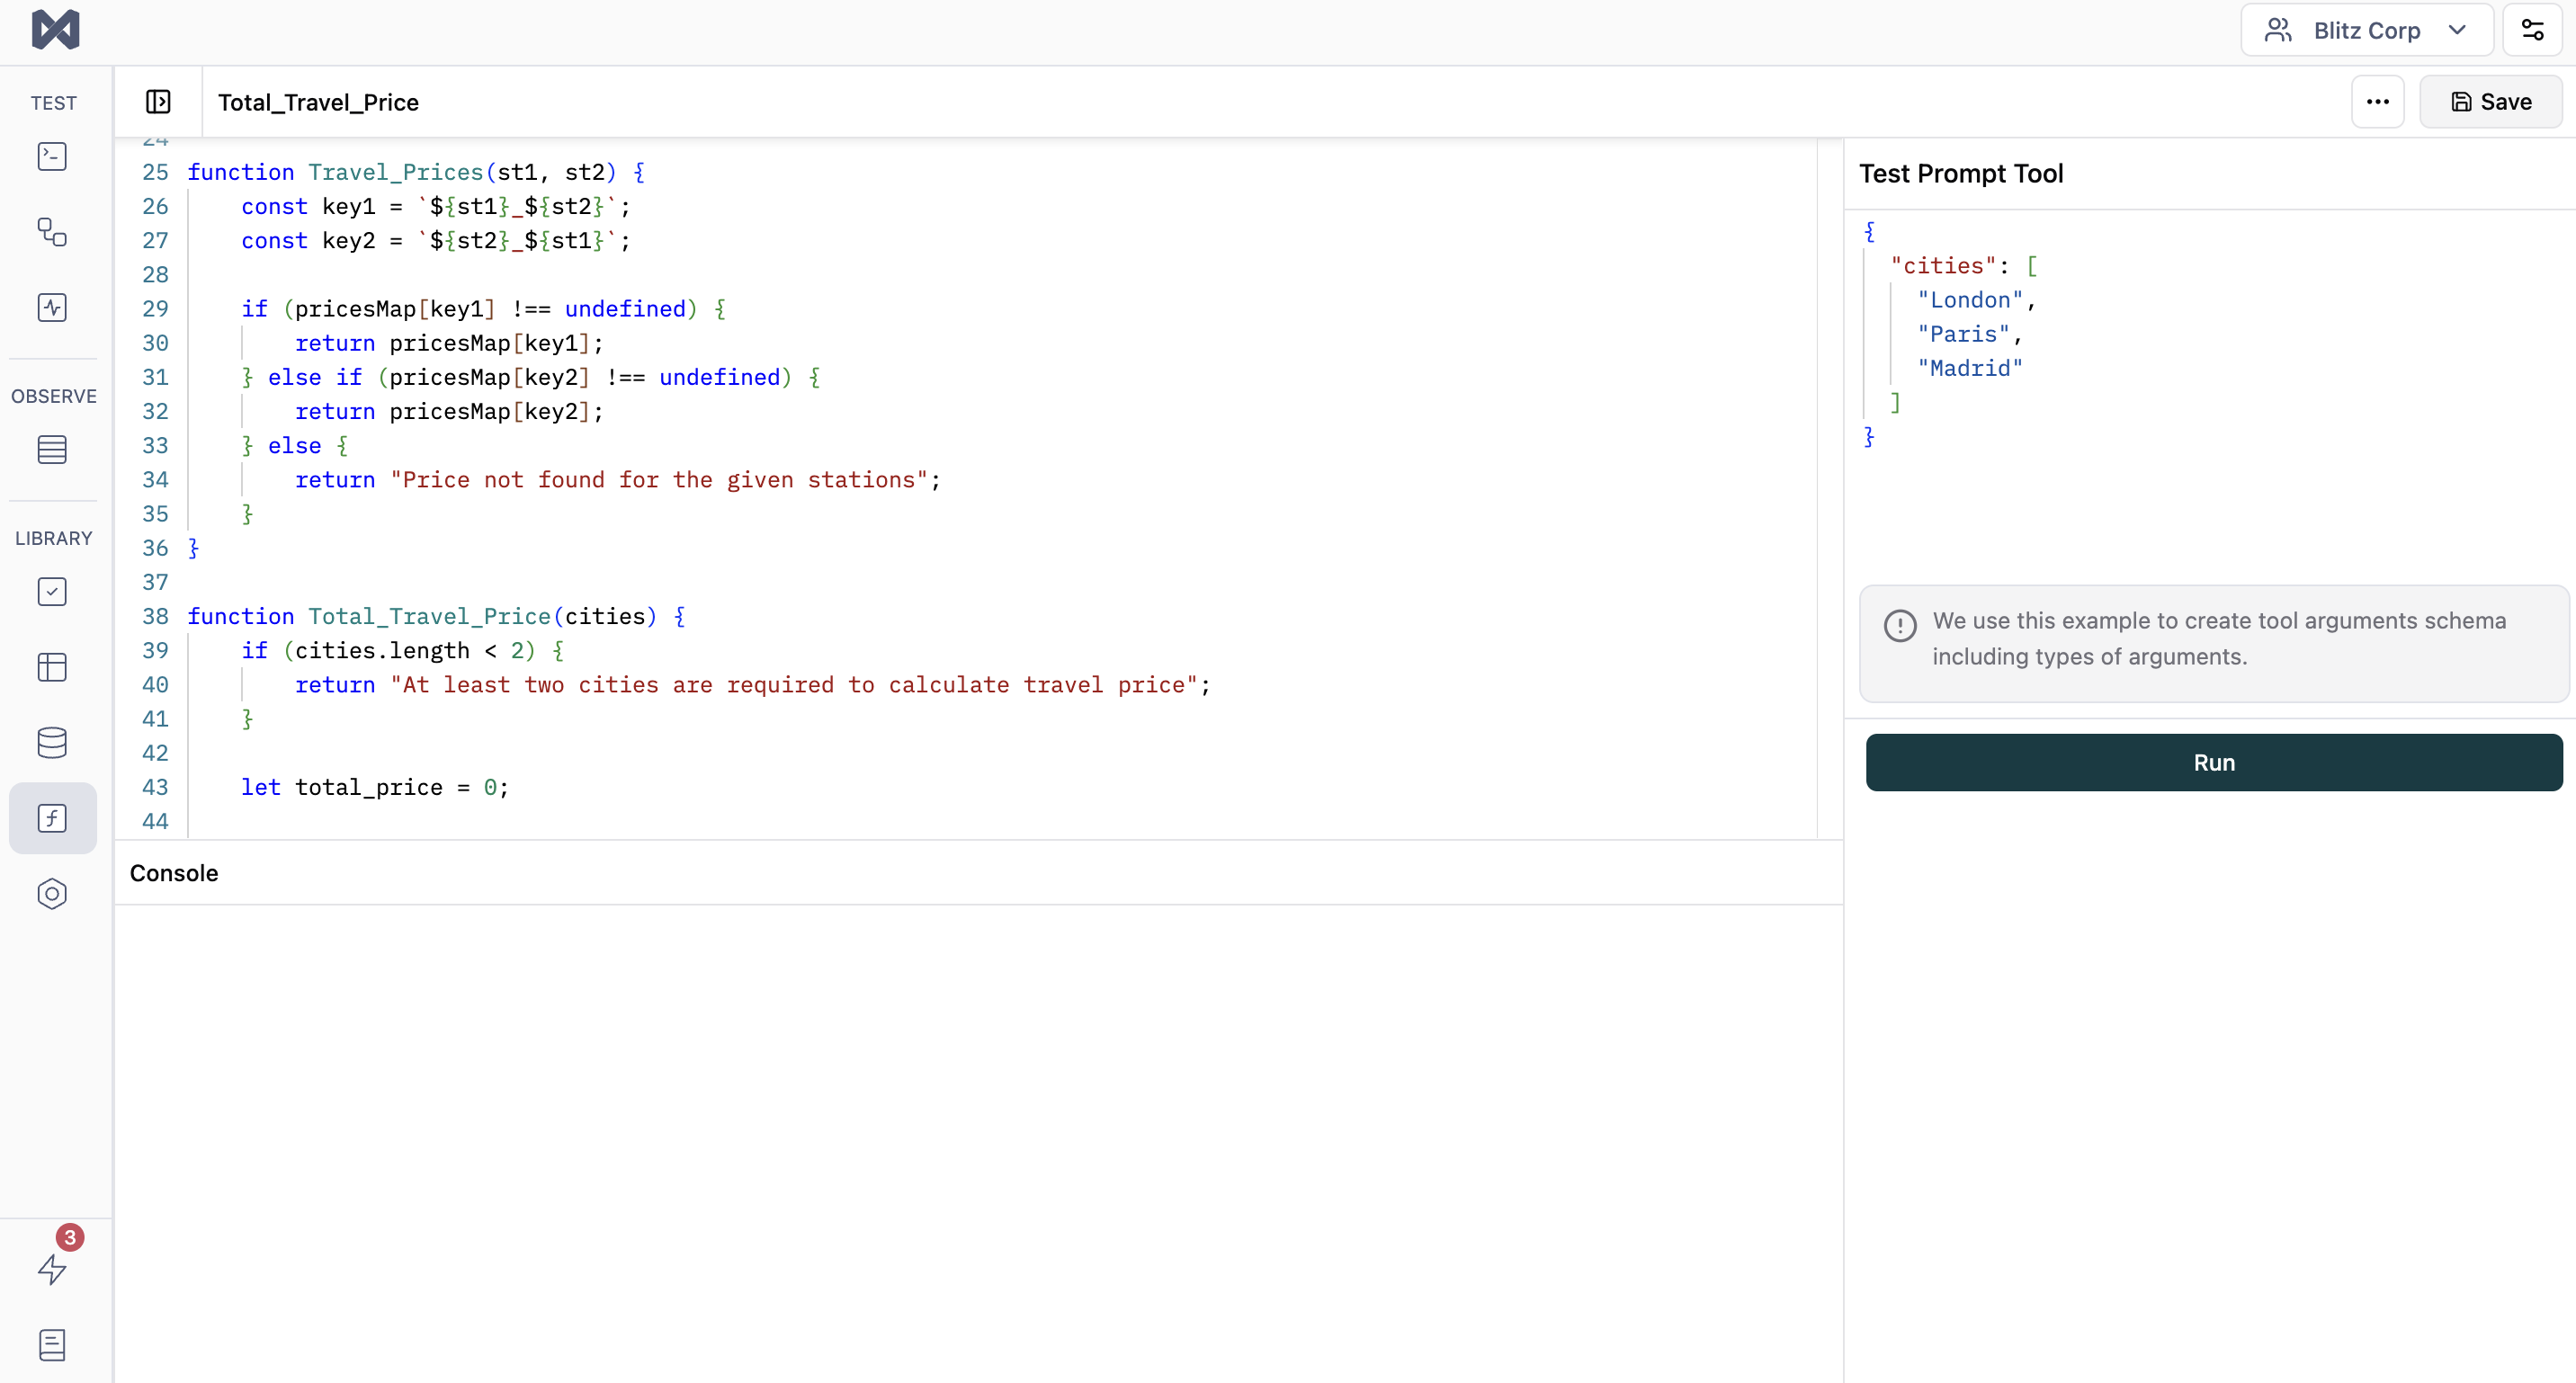 Blitz Corp
TEST
Total_Travel_Price
Save
24
25 function Travel_Prices(st1, st2) {
26 const key1 = `${st1}_${st2}`;
27 const key2 = `${st2}_${st1}`;
28
29 if (pricesMap[key1] !== undefined) {
30 return pricesMap[key1];
31 } else if (pricesMap[key2] !== undefined) {
32 return pricesMap[key2];
33 } else {
34 return "Price not found for the given stations";
35 }
36 }
37
38 function Total_Travel_Price(cities) {
39 if (cities.length < 2) {
40 return "At least two cities are required to calculate travel price";
41 }
42
43 let total_price = 0;
44
Console
Test Prompt Tool
{
"cities": [
"London",
"Paris",
"Madrid"
]
}
We use this example to create tool arguments schema
including types of arguments.
Run
OBSERVE
LIBRARY
3